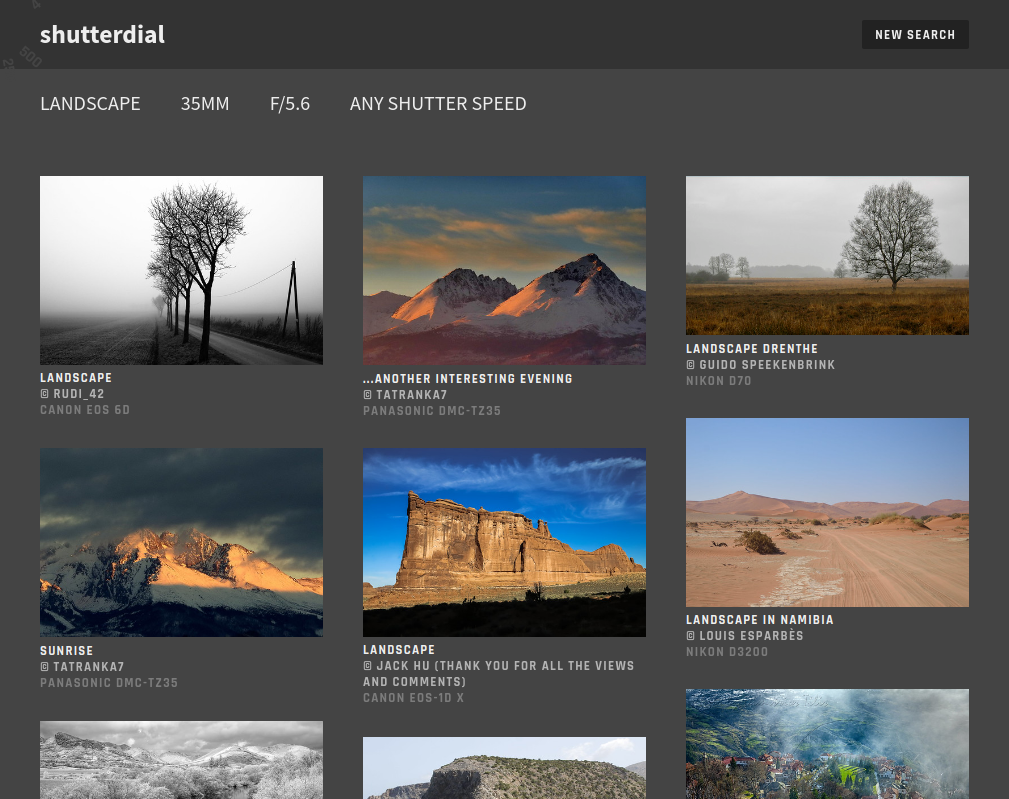 shutterdial
NEW SEARCH
500
LANDSCAPE 35MM F/5.6 ANY SHUTTER SPEED
LANDSCAPE
© RUDI_42
CANON EOS 6D
...ANOTHER INTERESTING EVENING
© TATRANKA7
PANASONIC DMC-TZ35
LANDSCAPE DRENTHE
© GUIDO SPEEKENBRINK
NIKON D70
SUNRISE
© TATRANKA7
PANASONIC DMC-TZ35
LANDSCAPE
© JACK HU (THANK YOU FOR ALL THE VIEWS
AND COMMENTS)
CANON EOS-1D X
LANDSCAPE IN NAMIBIA
© LOUIS ESPARBÈS
NIKON D3200